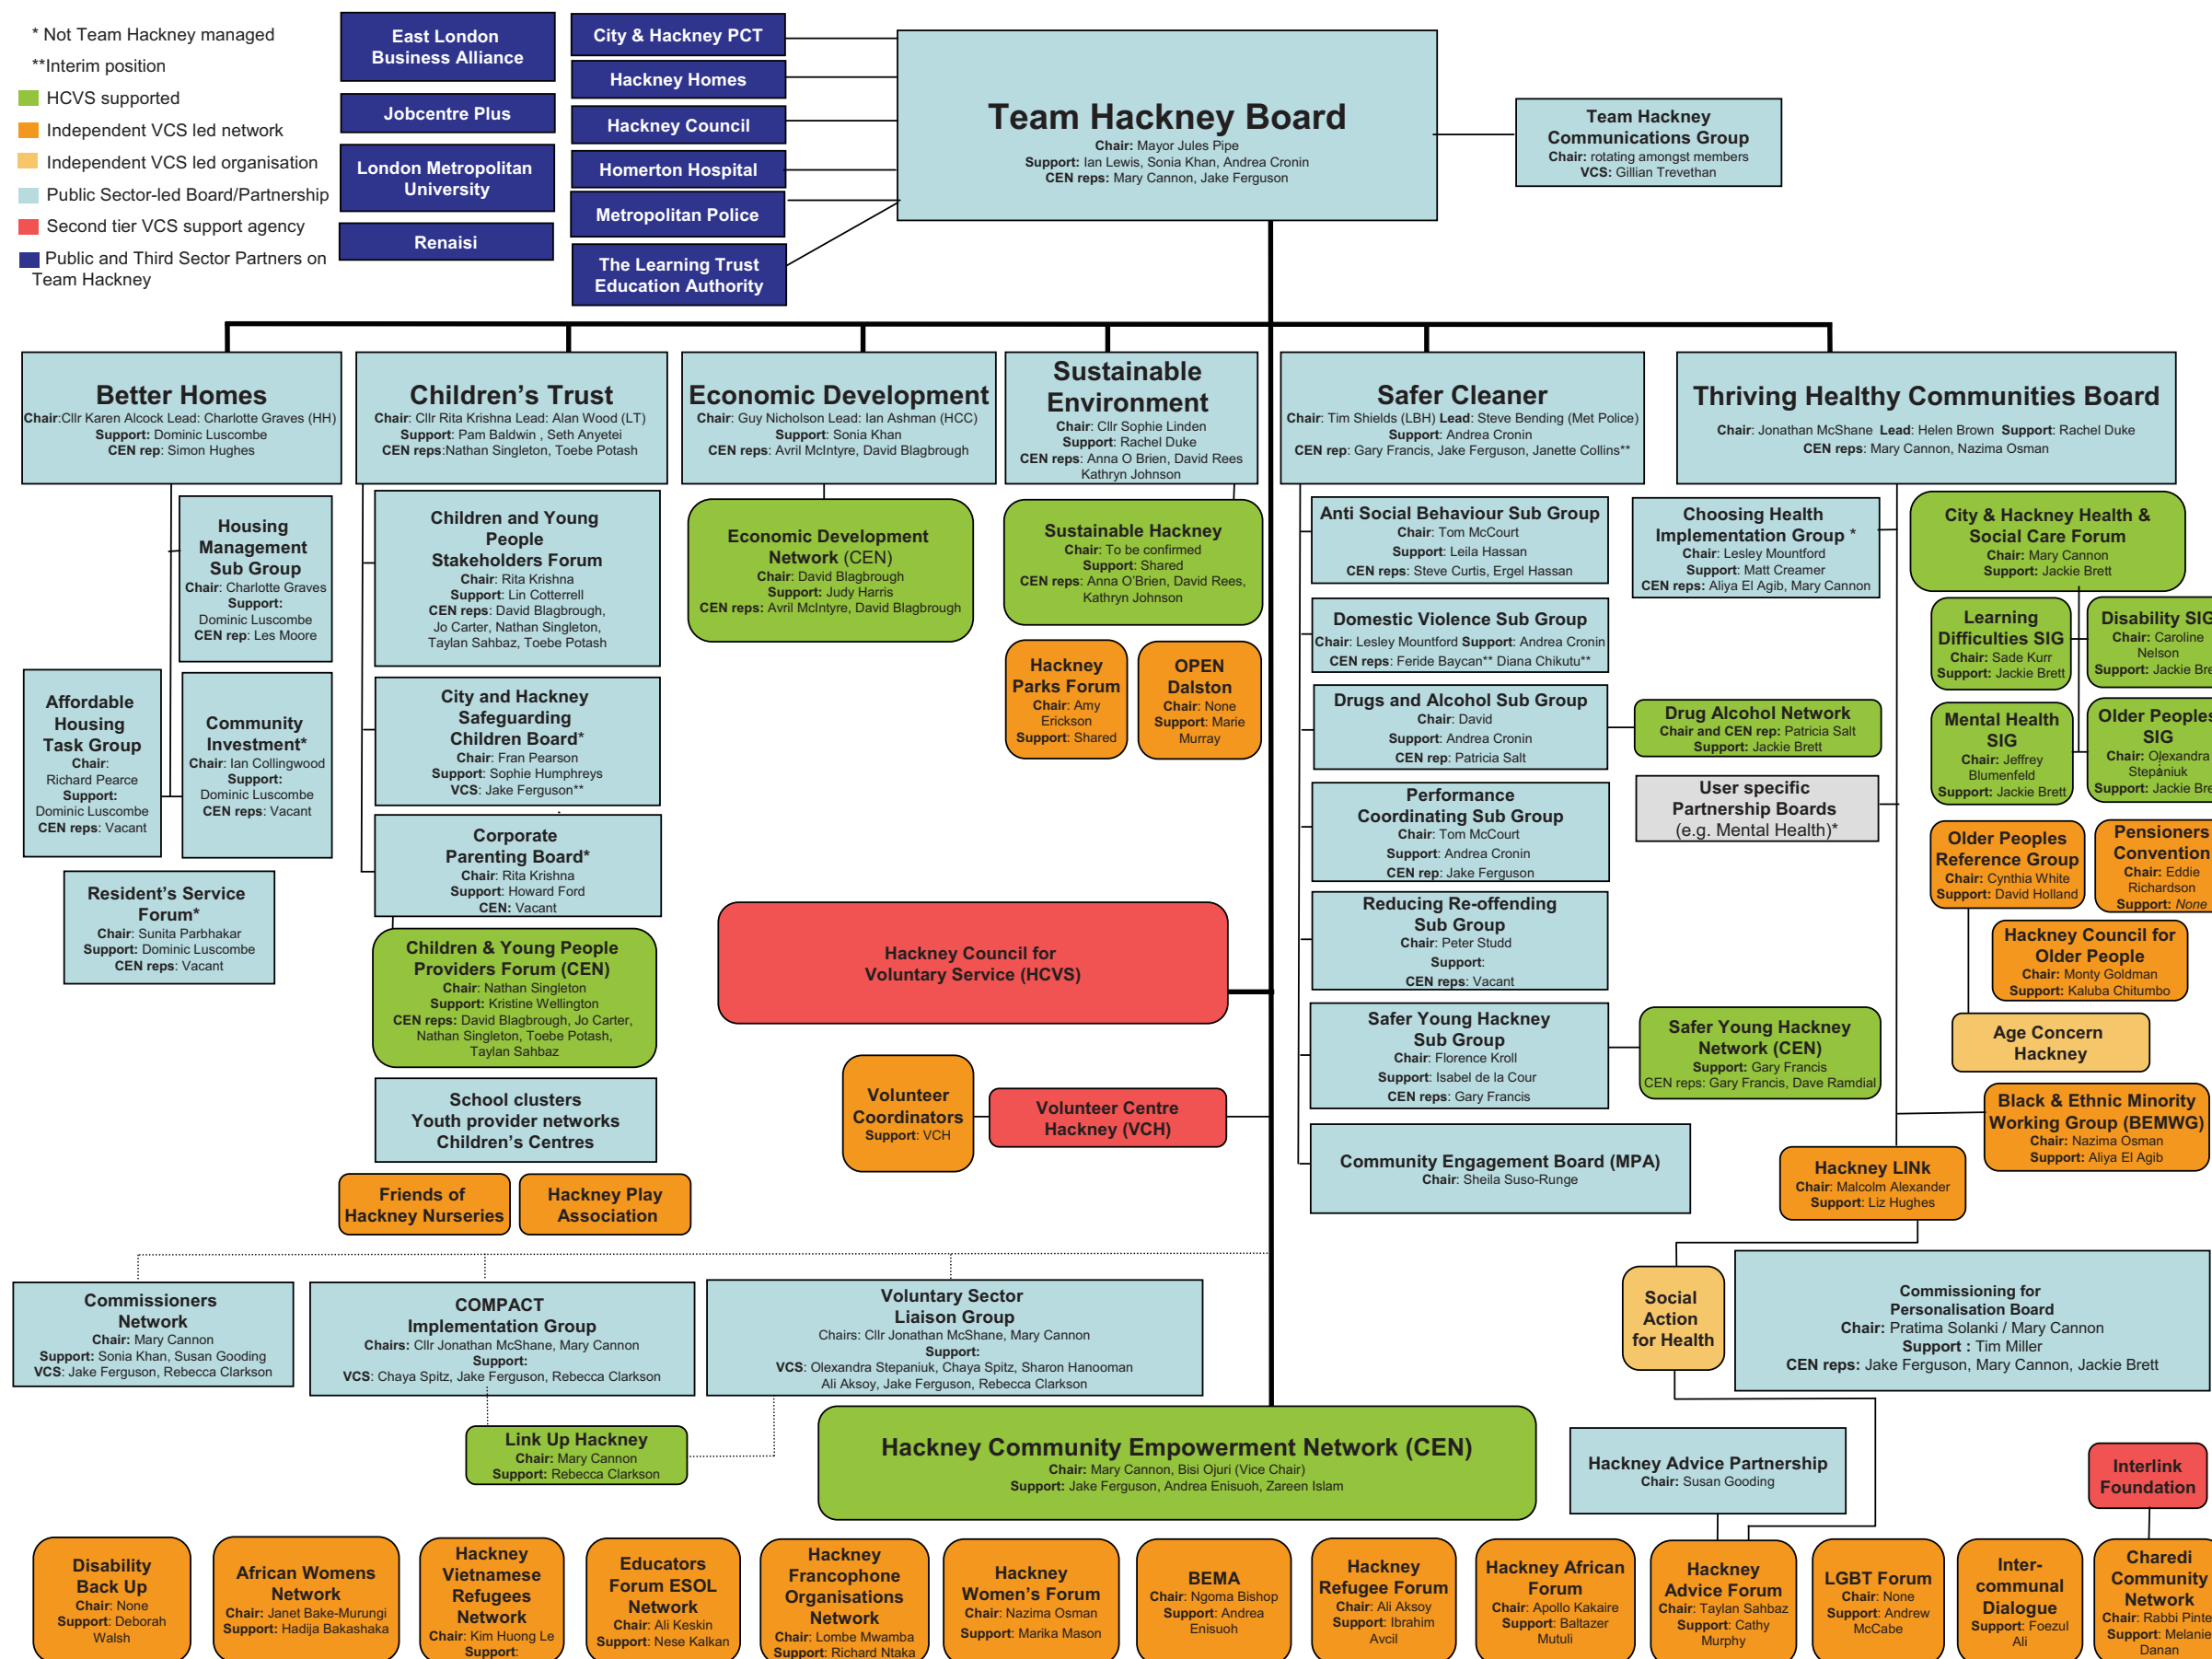 * Not Team Hackney managed
**Interim position
HCVS supported
Independent VCS led network
Independent VCS led organisation
Public Sector-led Board/Partnership
Second tier VCS support agency
Public and Third Sector Partners on
Team Hackney
East London
Business Alliance
Jobcentre Plus
London Metropolitan
University
Renaisi
City & Hackney PCT
Hackney Homes
Hackney Council
Homerton Hospital
Metropolitan Police
The Learning Trust
Education Authority
Team Hackney Board
Chair: Mayor Jules Pipe
Support: Ian Lewis, Sonia Khan, Andrea Cronin
CEN reps: Mary Cannon, Jake Ferguson
Team Hackney
Communications Group
Chair: rotating amongst members
VCS: Gillian Trevethan
Better Homes
Chair:Cllr Karen Alcock Lead: Charlotte Graves (HH)
Support: Dominic Luscombe
CEN rep: Simon Hughes
Children's Trust
Chair: Cllr Rita Krishna Lead: Alan Wood (LT)
Support: Pam Baldwin , Seth Anyetei
CEN reps:Nathan Singleton, Toebe Potash
Economic Development
Chair: Guy Nicholson Lead: Ian Ashman (HCC)
Support: Sonia Khan
CEN reps: Avril McIntyre, David Blagbrough
Sustainable
Environment
Chair: Cllr Sophie Linden
Support: Rachel Duke
CEN reps: Anna O Brien, David Rees
Kathryn Johnson
Safer Cleaner
Chair: Tim Shields (LBH) Lead: Steve Bending (Met Police)
Support: Andrea Cronin
CEN rep: Gary Francis, Jake Ferguson, Janette Collins**
Thriving Healthy Communities Board
Chair: Jonathan McShane Lead: Helen Brown Support: Rachel Duke
CEN reps: Mary Cannon, Nazima Osman
Housing
Management
Sub Group
Chair: Charlotte Graves
Support:
Dominic Luscombe
CEN rep: Les Moore
Affordable
Housing
Task Group
Chair:
Richard Pearce
Support:
Dominic Luscombe
CEN reps: Vacant
Community
Investment*
Chair: Ian Collingwood
Support:
Dominic Luscombe
CEN reps: Vacant
Resident's Service
Forum*
Chair: Sunita Parbhakar
Support: Dominic Luscombe
CEN reps: Vacant
Children and Young
People
Stakeholders Forum
Chair: Rita Krishna
Support: Lin Cotterrell
CEN reps: David Blagbrough,
Jo Carter, Nathan Singleton,
Taylan Sahbaz, Toebe Potash
City and Hackney
Safeguarding
Children Board*
Chair: Fran Pearson
Support: Sophie Humphreys
VCS: Jake Ferguson**
Corporate
Parenting Board*
Chair: Rita Krishna
Support: Howard Ford
CEN: Vacant
Children & Young People
Providers Forum (CEN)
Chair: Nathan Singleton
Support: Kristine Wellington
CEN reps: David Blagbrough, Jo Carter,
Nathan Singleton, Toebe Potash,
Taylan Sahbaz
School clusters
Youth provider networks
Children's Centres
Friends of
Hackney Nurseries
Hackney Play
Association
Economic Development
Network (CEN)
Chair: David Blagbrough
Support: Judy Harris
CEN reps: Avril McIntyre, David Blagbrough
Sustainable Hackney
Chair: To be confirmed
Support: Shared
CEN reps: Anna O'Brien, David Rees,
Kathryn Johnson
Hackney
Parks Forum
Chair: Amy
Erickson
Support: Shared
OPEN
Dalston
Chair: None
Support: Marie
Murray
Hackney Council for
Voluntary Service (HCVS)
Volunteer
Coordinators
Support: VCH
Volunteer Centre
Hackney (VCH)
Anti Social Behaviour Sub Group
Chair: Tom McCourt
Support: Leila Hassan
CEN reps: Steve Curtis, Ergel Hassan
Domestic Violence Sub Group
Chair: Lesley Mountford Support: Andrea Cronin
CEN reps: Feride Baycan** Diana Chikutu**
Drugs and Alcohol Sub Group
Chair: David
Support: Andrea Cronin
CEN rep: Patricia Salt
Performance
Coordinating Sub Group
Chair: Tom McCourt
Support: Andrea Cronin
CEN rep: Jake Ferguson
Reducing Re-offending
Sub Group
Chair: Peter Studd
Support:
CEN reps: Vacant
Safer Young Hackney
Sub Group
Chair: Florence Kroll
Support: Isabel de la Cour
CEN reps: Gary Francis
Community Engagement Board (MPA)
Chair: Sheila Suso-Runge
Choosing Health
Implementation Group *
Chair: Lesley Mountford
Support: Matt Creamer
CEN reps: Aliya El Agib, Mary Cannon
Drug Alcohol Network
Chair and CEN rep: Patricia Salt
Support: Jackie Brett
User specific
Partnership Boards
(e.g. Mental Health)*
Safer Young Hackney
Network (CEN)
Support: Gary Francis
CEN reps: Gary Francis, Dave Ramdial
City & Hackney Health &
Social Care Forum
Chair: Mary Cannon
Support: Jackie Brett
Learning
Difficulties SIG
Chair: Sade Kurr
Support: Jackie Brett
Disability SIG
Chair: Caroline
Nelson
Support: Jackie Bre
Mental Health
SIG
Chair: Jeffrey
Blumenfeld
Support: Jackie Brett
Older Peoples
SIG
Chair: Olexandra
Stepaniuk
Support: Jackie Bre
Older Peoples
Reference Group
Chair: Cynthia White
Support: David Holland
Pensioners
Convention
Chair: Eddie
Richardson
Support: None
Hackney Council for
Older People
Chair: Monty Goldman
Support: Kaluba Chitumbo
Age Concern
Hackney
Black & Ethnic Minority
Working Group (BEMWG)
Chair: Nazima Osman
Support: Aliya El Agib
Hackney LINk
Chair: Malcolm Alexander
Support: Liz Hughes
Commissioners
Network
Chair: Mary Cannon
Support: Sonia Khan, Susan Gooding
VCS: Jake Ferguson, Rebecca Clarkson
COMPACT
Implementation Group
Chairs: Cllr Jonathan McShane, Mary Cannon
Support:
VCS: Chaya Spitz, Jake Ferguson, Rebecca Clarkson
Voluntary Sector
Liaison Group
Chairs: Cllr Jonathan McShane, Mary Cannon
Support:
VCS: Olexandra Stepaniuk, Chaya Spitz, Sharon Hanooman
Ali Aksoy, Jake Ferguson, Rebecca Clarkson
Social
Action
for Health
Commissioning for
Personalisation Board
Chair: Pratima Solanki / Mary Cannon
Support : Tim Miller
CEN reps: Jake Ferguson, Mary Cannon, Jackie Brett
Link Up Hackney
Chair: Mary Cannon
Support: Rebecca Clarkson
Hackney Community Empowerment Network (CEN)
Chair: Mary Cannon, Bisi Ojuri (Vice Chair)
Support: Jake Ferguson, Andrea Enisuoh, Zareen Islam
Hackney Advice Partnership
Chair: Susan Gooding
Interlink
Foundation
Disability
Back Up
Chair: None
Support: Deborah
Walsh
African Womens
Network
Chair: Janet Bake-Murungi
Support: Hadija Bakashaka
Hackney
Vietnamese
Refugees
Network
Chair: Kim Huong Le
Support:
Educators
Forum ESOL
Network
Chair: Ali Keskin
Support: Nese Kalkan
Hackney
Francophone
Organisations
Network
Chair: Lombe Mwamba
Support: Richard Ntaka
Hackney
Women's Forum
Chair: Nazima Osman
Support: Marika Mason
BEMA
Chair: Ngoma Bishop
Support: Andrea
Enisuoh
Hackney
Refugee Forum
Chair: Ali Aksoy
Support: Ibrahim
Avcil
Hackney African
Forum
Chair: Apollo Kakaire
Support: Baltazer
Mutuli
Hackney
Advice Forum
Chair: Taylan Sahbaz
Support: Cathy
Murphy
LGBT Forum
Chair: None
Support: Andrew
McCabe
Inter-
communal
Dialogue
Support: Foezul
Ali
Charedi
Community
Network
Chair: Rabbi Pinte
Support: Melanie
Danan